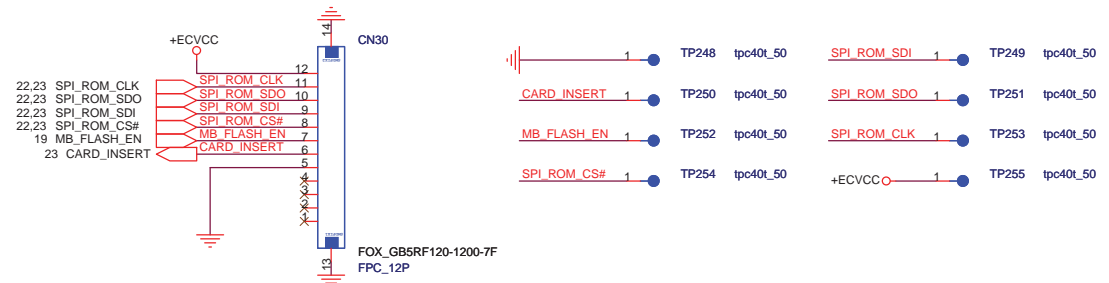 14
CN30
+ECVCC
12
11 SPI_ROM_CLK
22,23 SPI_ROM_CLK
10 SPI_ROM_SDO
22,23 SPI_ROM_SDO
9 SPI_ROM_SDI
22,23 SPI_ROM_SDI
8 SPI_ROM_CS#
22,23 SPI_ROM_CS#
7 MB_FLASH_EN
19 MB_FLASH_EN
6 CARD_INSERT
23 CARD_INSERT
5
4
3
2
1
13
FOX_GB5RF120-1200-7F
FPC_12P
1 TP248 tpc40t_50
SPI_ROM_SDI 1 TP249 tpc40t_50
CARD_INSERT 1 TP250 tpc40t_50
SPI_ROM_SDO 1 TP251 tpc40t_50
MB_FLASH_EN 1 TP252 tpc40t_50
SPI_ROM_CLK 1 TP253 tpc40t_50
SPI_ROM_CS# 1 TP254 tpc40t_50
+ECVCC 1 TP255 tpc40t_50